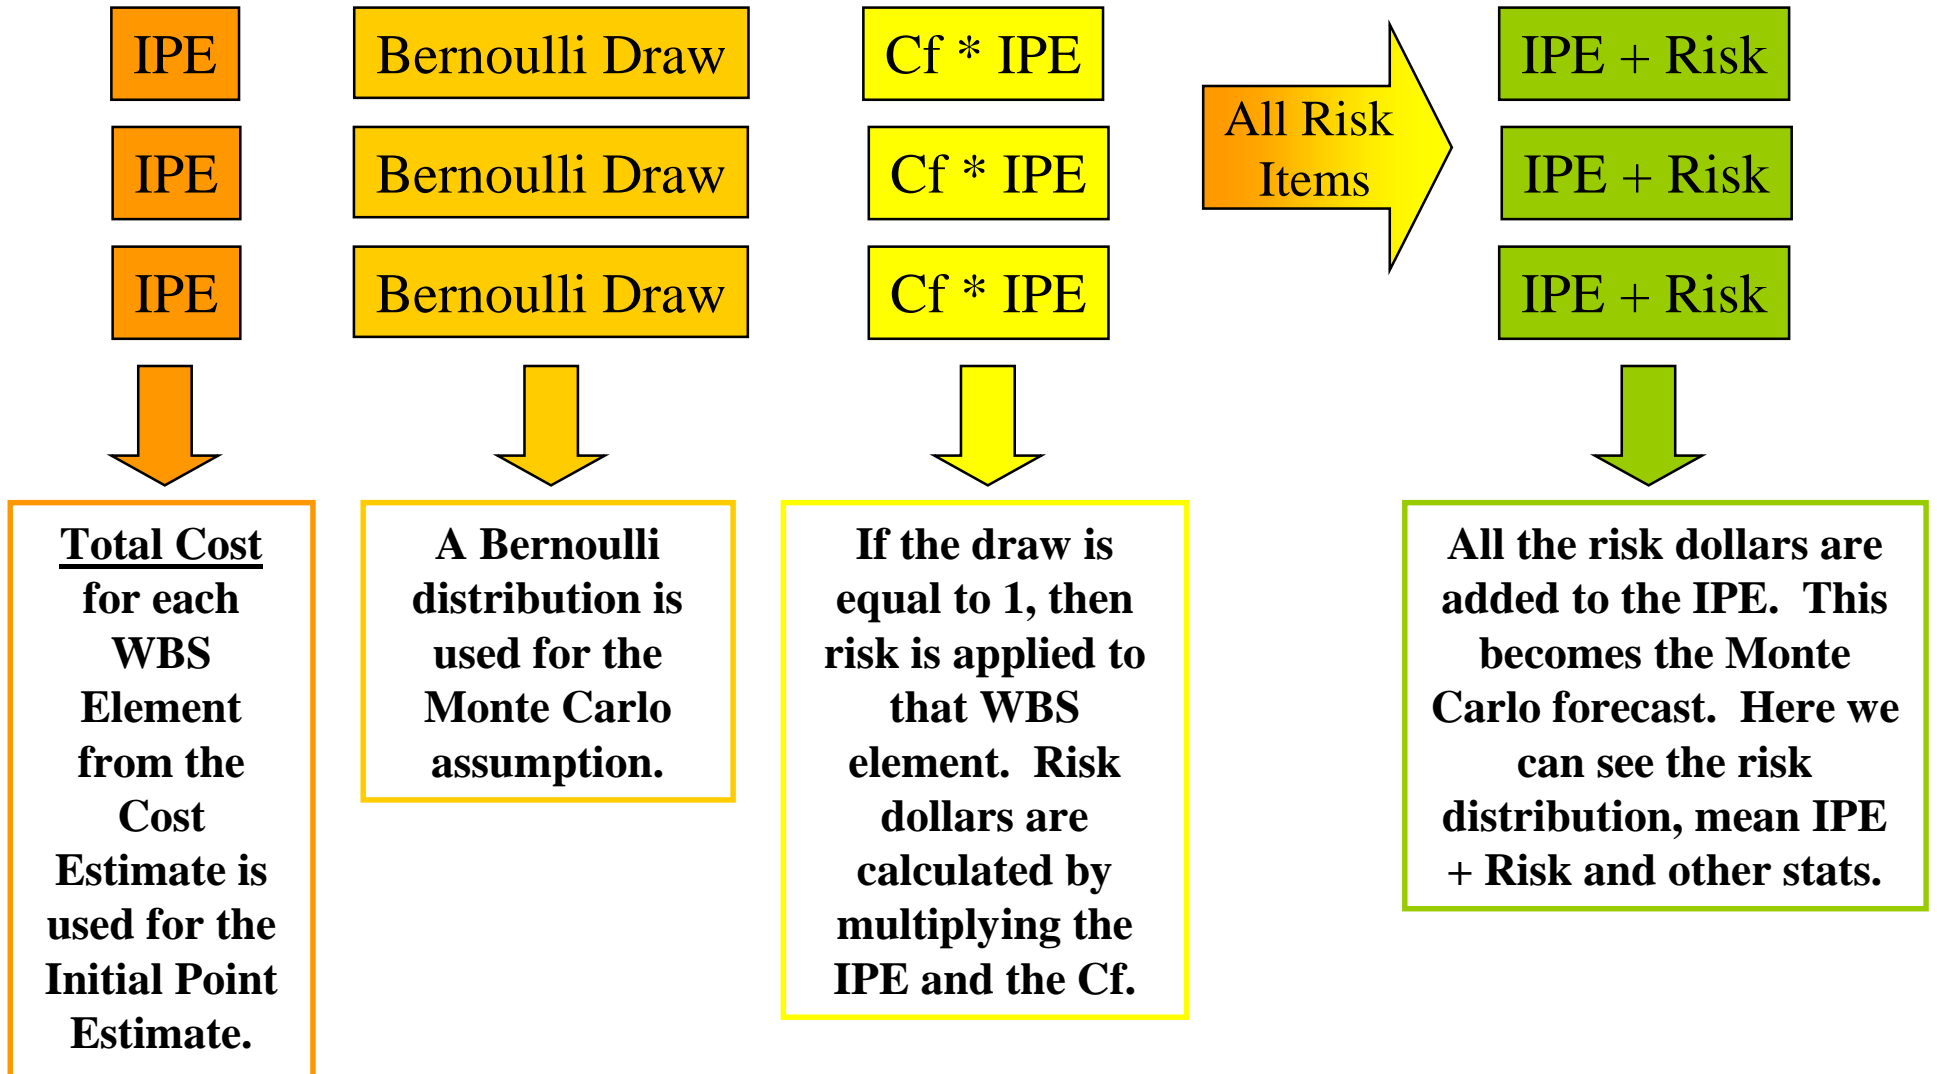 IPE
Bernoulli Draw
Cf * IPE
IPE + Risk
IPE
Bernoulli Draw
Cf * IPE
All Risk
Items
IPE + Risk
IPE
Bernoulli Draw
Cf * IPE
IPE + Risk
Total Cost
for each
WBS
Element
from the
Cost
Estimate is
used for the
Initial Point
Estimate.
A Bernoulli
distribution is
used for the
Monte Carlo
assumption.
If the draw is
equal to 1, then
risk is applied to
that WBS
element.  Risk
dollars are
calculated by
multiplying the
IPE and the Cf.
All the risk dollars are
added to the IPE.  This
becomes the Monte
Carlo forecast.  Here we
can see the risk
distribution, mean IPE
+ Risk and other stats.